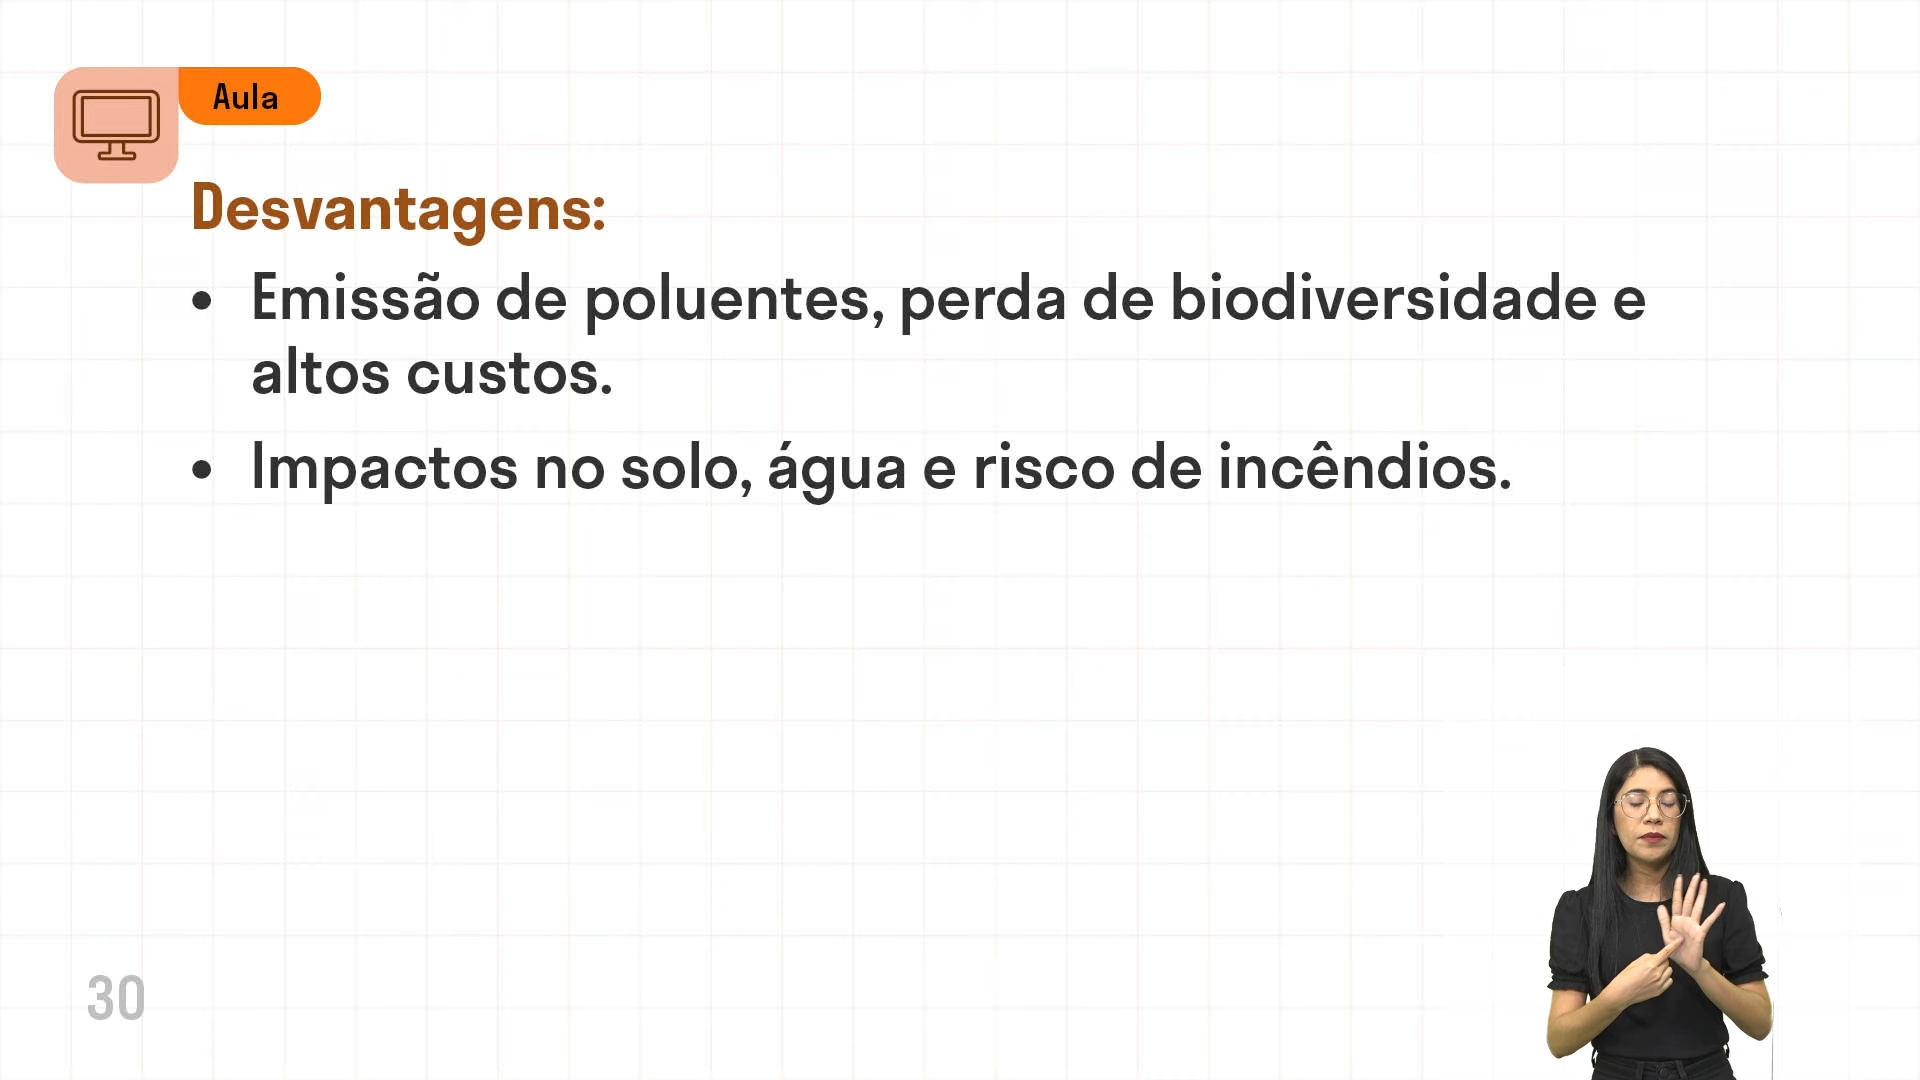 Aula
Desvantagens:
• Emissão de poluentes, perda de biodiversidade e
altos custos.
• Impactos no solo, água e risco de incêndios.
30